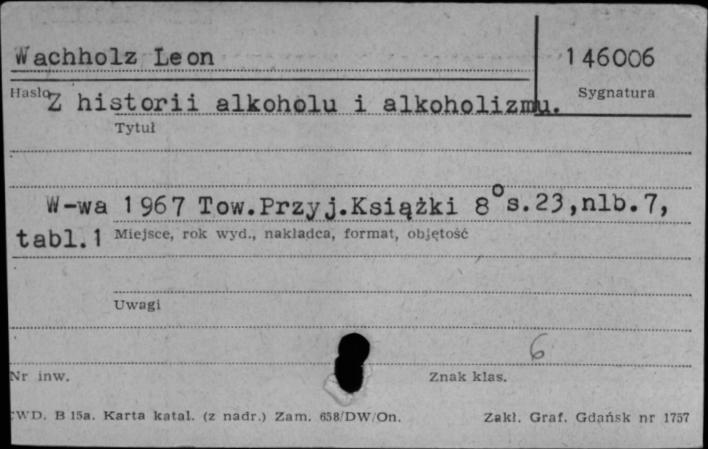 Wachholz Leon 146006
Hasło Sygnatura
Z historii alkoholu i alkoholizmu.
Tytuł
W-wa 1967 Tow.Przyj.Książki 8° s.23,nlb.7,
tabl.1 Miejsce, rok wyd., nakładca, format, objętość
Uwagi
6
Nr inw. Znak klas.
WD. B 15a. Karta katal. (z nadr.) Zam. 658/DW/On. Zakł. Graf. Gdańsk nr 1757